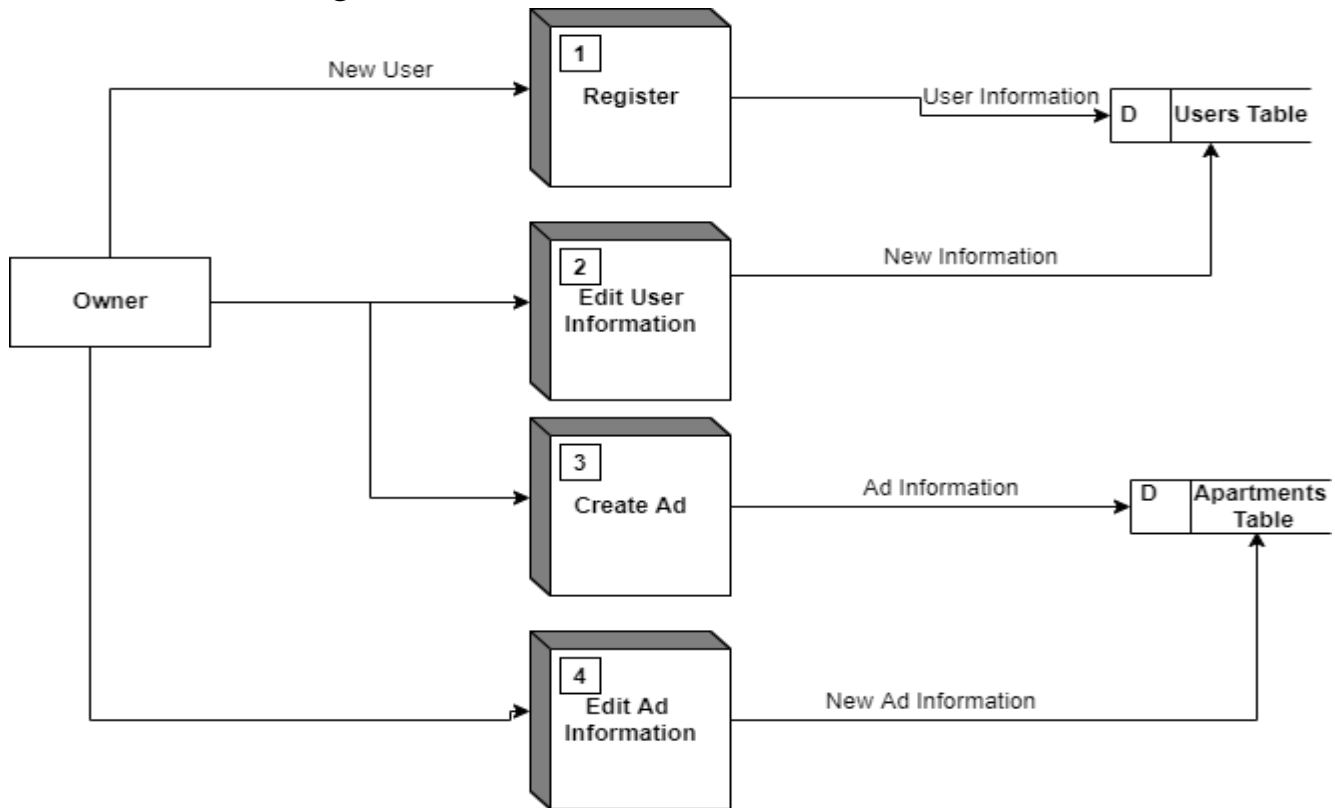 1
Register
New User
User Information
D
Users Table
2
Edit User
Information
New Information
Owner
3
Create Ad
Ad Information
D
Apartments
Table
4
Edit Ad
Information
New Ad Information